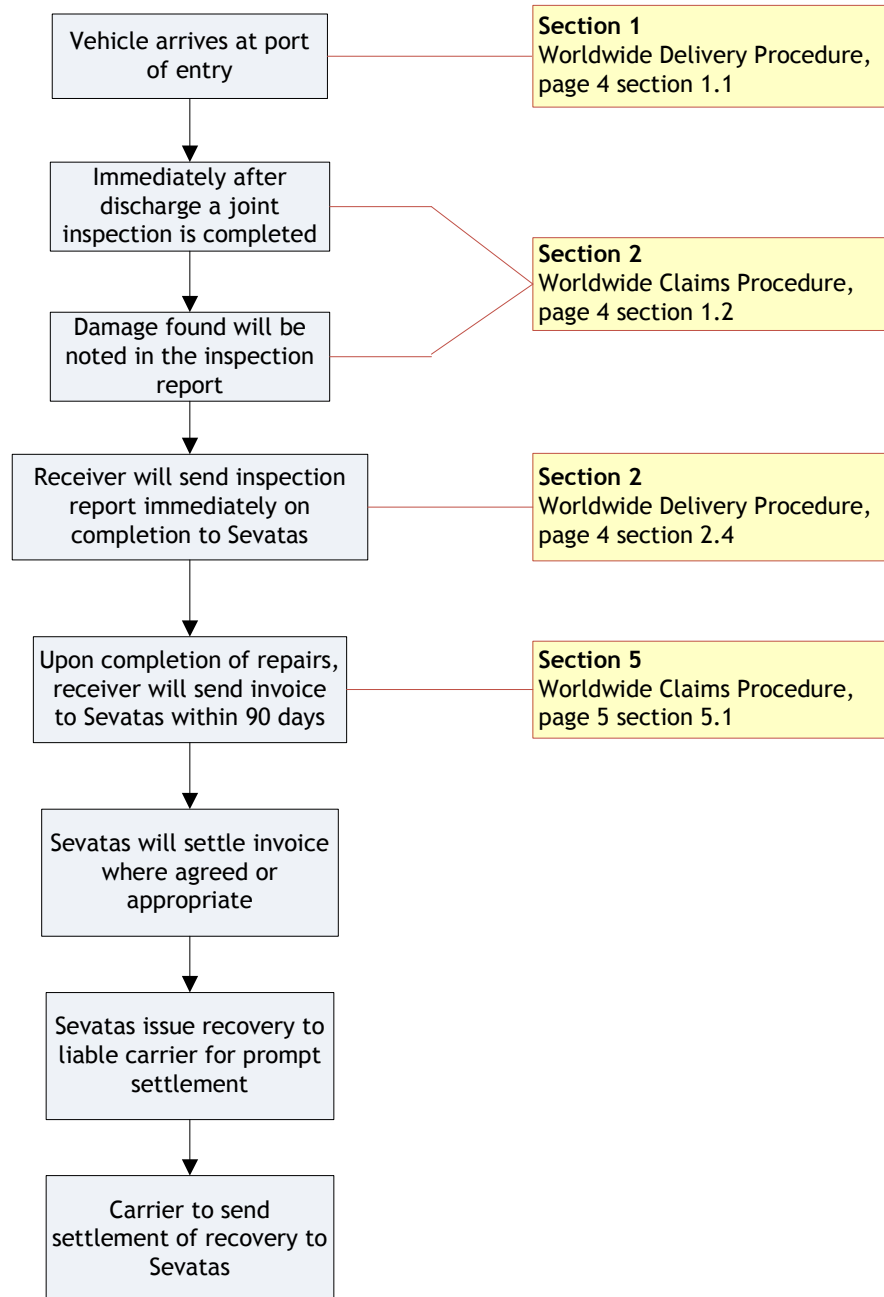 Vehicle arrives at port
of entry
Section 1
Worldwide Delivery Procedure,
page 4 section 1.1
Immediately after
discharge a joint
inspection is completed
Section 2
Worldwide Claims Procedure,
page 4 section 1.2
Damage found will be
noted in the inspection
report
Receiver will send inspection
report immediately on
completion to Sevatas
Section 2
Worldwide Delivery Procedure,
page 4 section 2.4
Upon completion of repairs,
receiver will send invoice
to Sevatas within 90 days
Section 5
Worldwide Claims Procedure,
page 5 section 5.1
Sevatas will settle invoice
where agreed or
appropriate
Sevatas issue recovery to
liable carrier for prompt
settlement
Carrier to send
settlement of recovery to
Sevatas